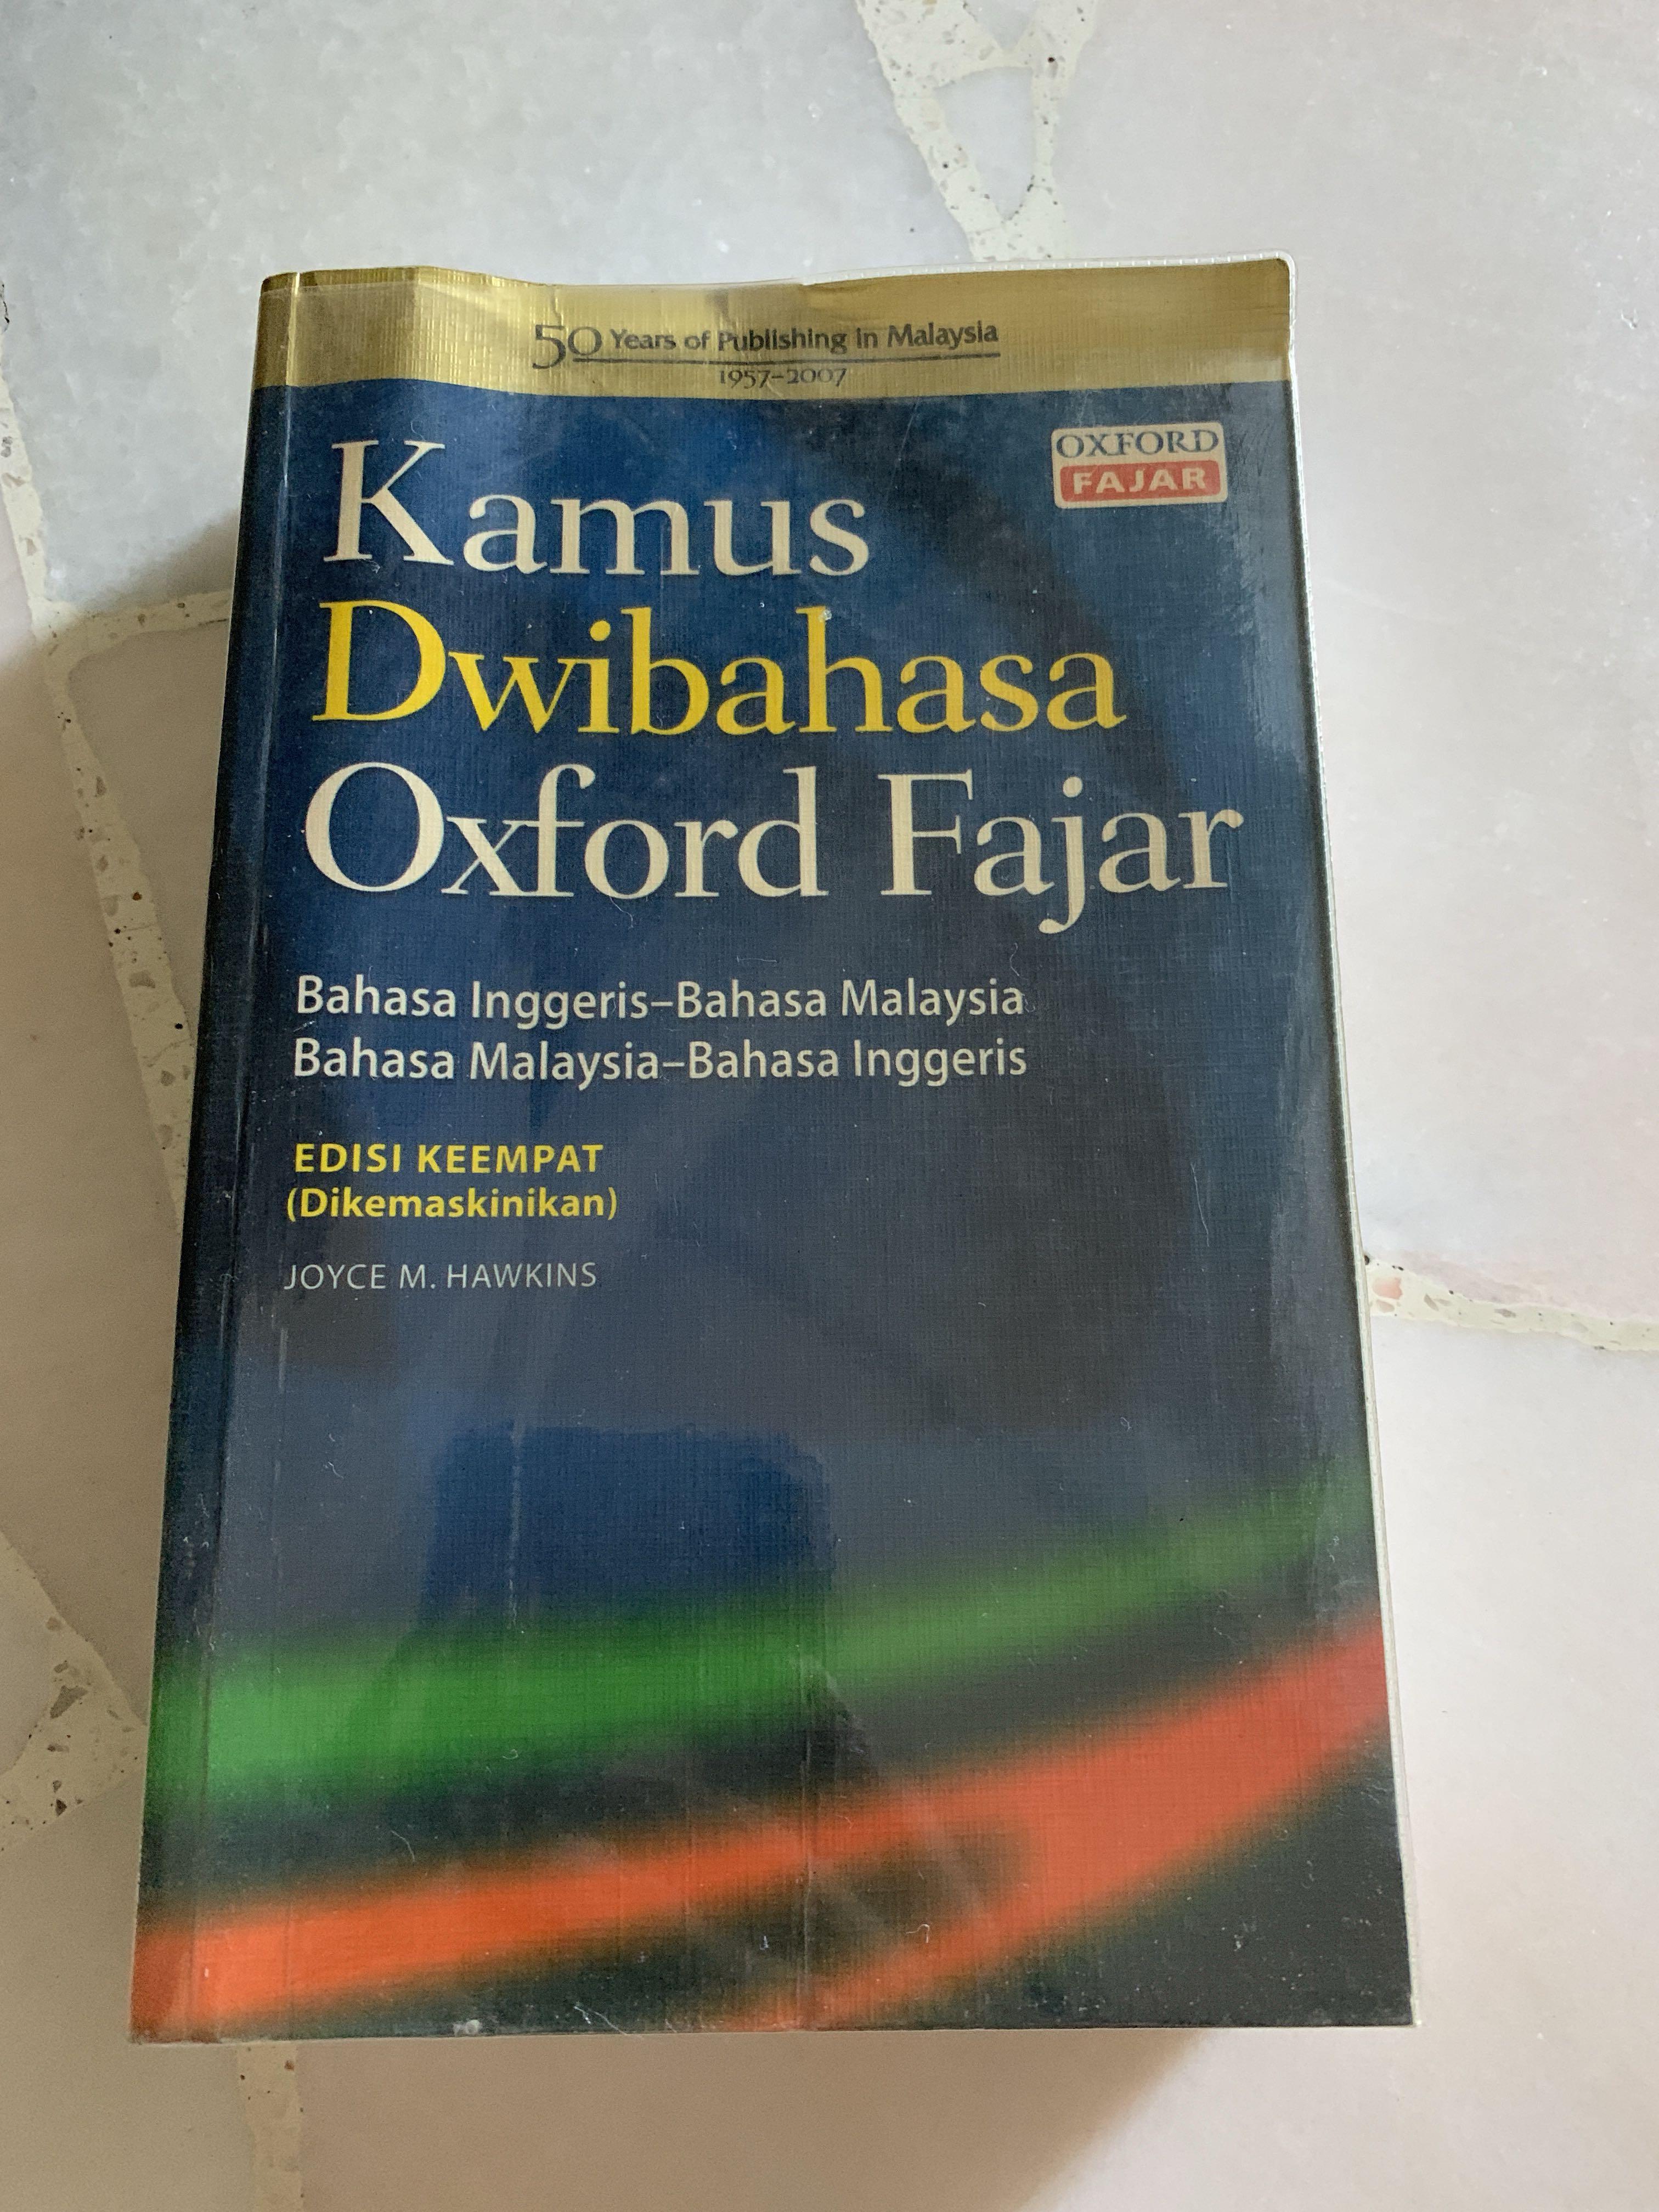 50 Years of Publishing in Malaysia
1957–2007
OXFORD
FAJAR
Kamus
Dwibahasa
Oxford Fajar
Bahasa Inggeris–Bahasa Malaysia
Bahasa Malaysia–Bahasa Inggeris
EDISI KEEMPAT
(Dikemaskinikan)
JOYCE M. HAWKINS